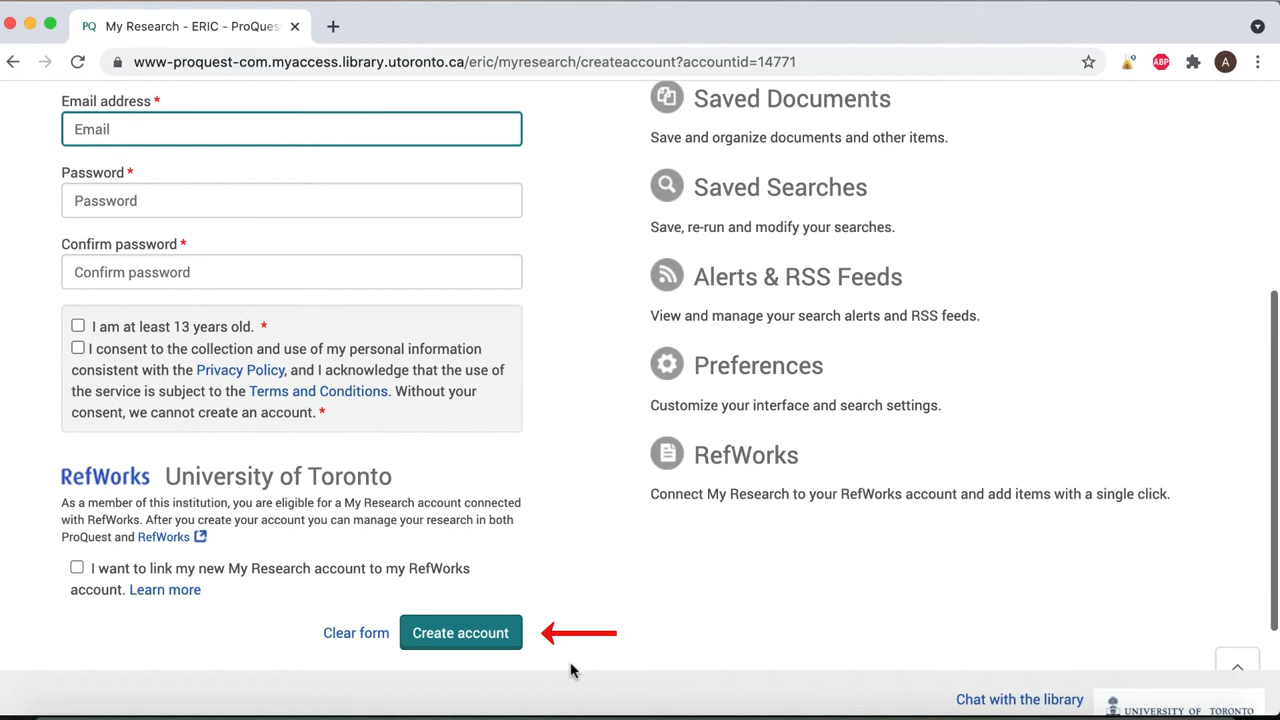 PQ My Research - ERIC - ProQues
www-proquest-com.myaccess.library.utoronto.ca/eric/myresearch/createaccount?accountid=14771
ABP
A
Email address *
Email
Password *
Password
Confirm password *
Confirm password
I am at least 13 years old. *
I consent to the collection and use of my personal information
consistent with the Privacy Policy, and I acknowledge that the use of
the service is subject to the Terms and Conditions. Without your
consent, we cannot create an account. *
RefWorks University of Toronto
As a member of this institution, you are eligible for a My Research account connected
with RefWorks. After you create your account you can manage your research in both
ProQuest and RefWorks
I want to link my new My Research account to my RefWorks
account. Learn more
Clear form Create account
Saved Documents
Save and organize documents and other items.
Saved Searches
Save, re-run and modify your searches.
Alerts & RSS Feeds
View and manage your search alerts and RSS feeds.
Preferences
Customize your interface and search settings.
RefWorks
Connect My Research to your RefWorks account and add items with a single click.
Chat with the library
UNIVERSITY OF TORONTO